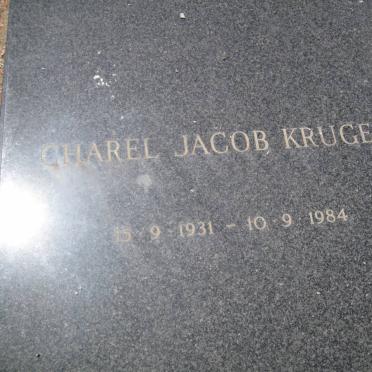 CHAREL JACOB KRUGE
15 · 9 · 1931 – 10 · 9 · 1984